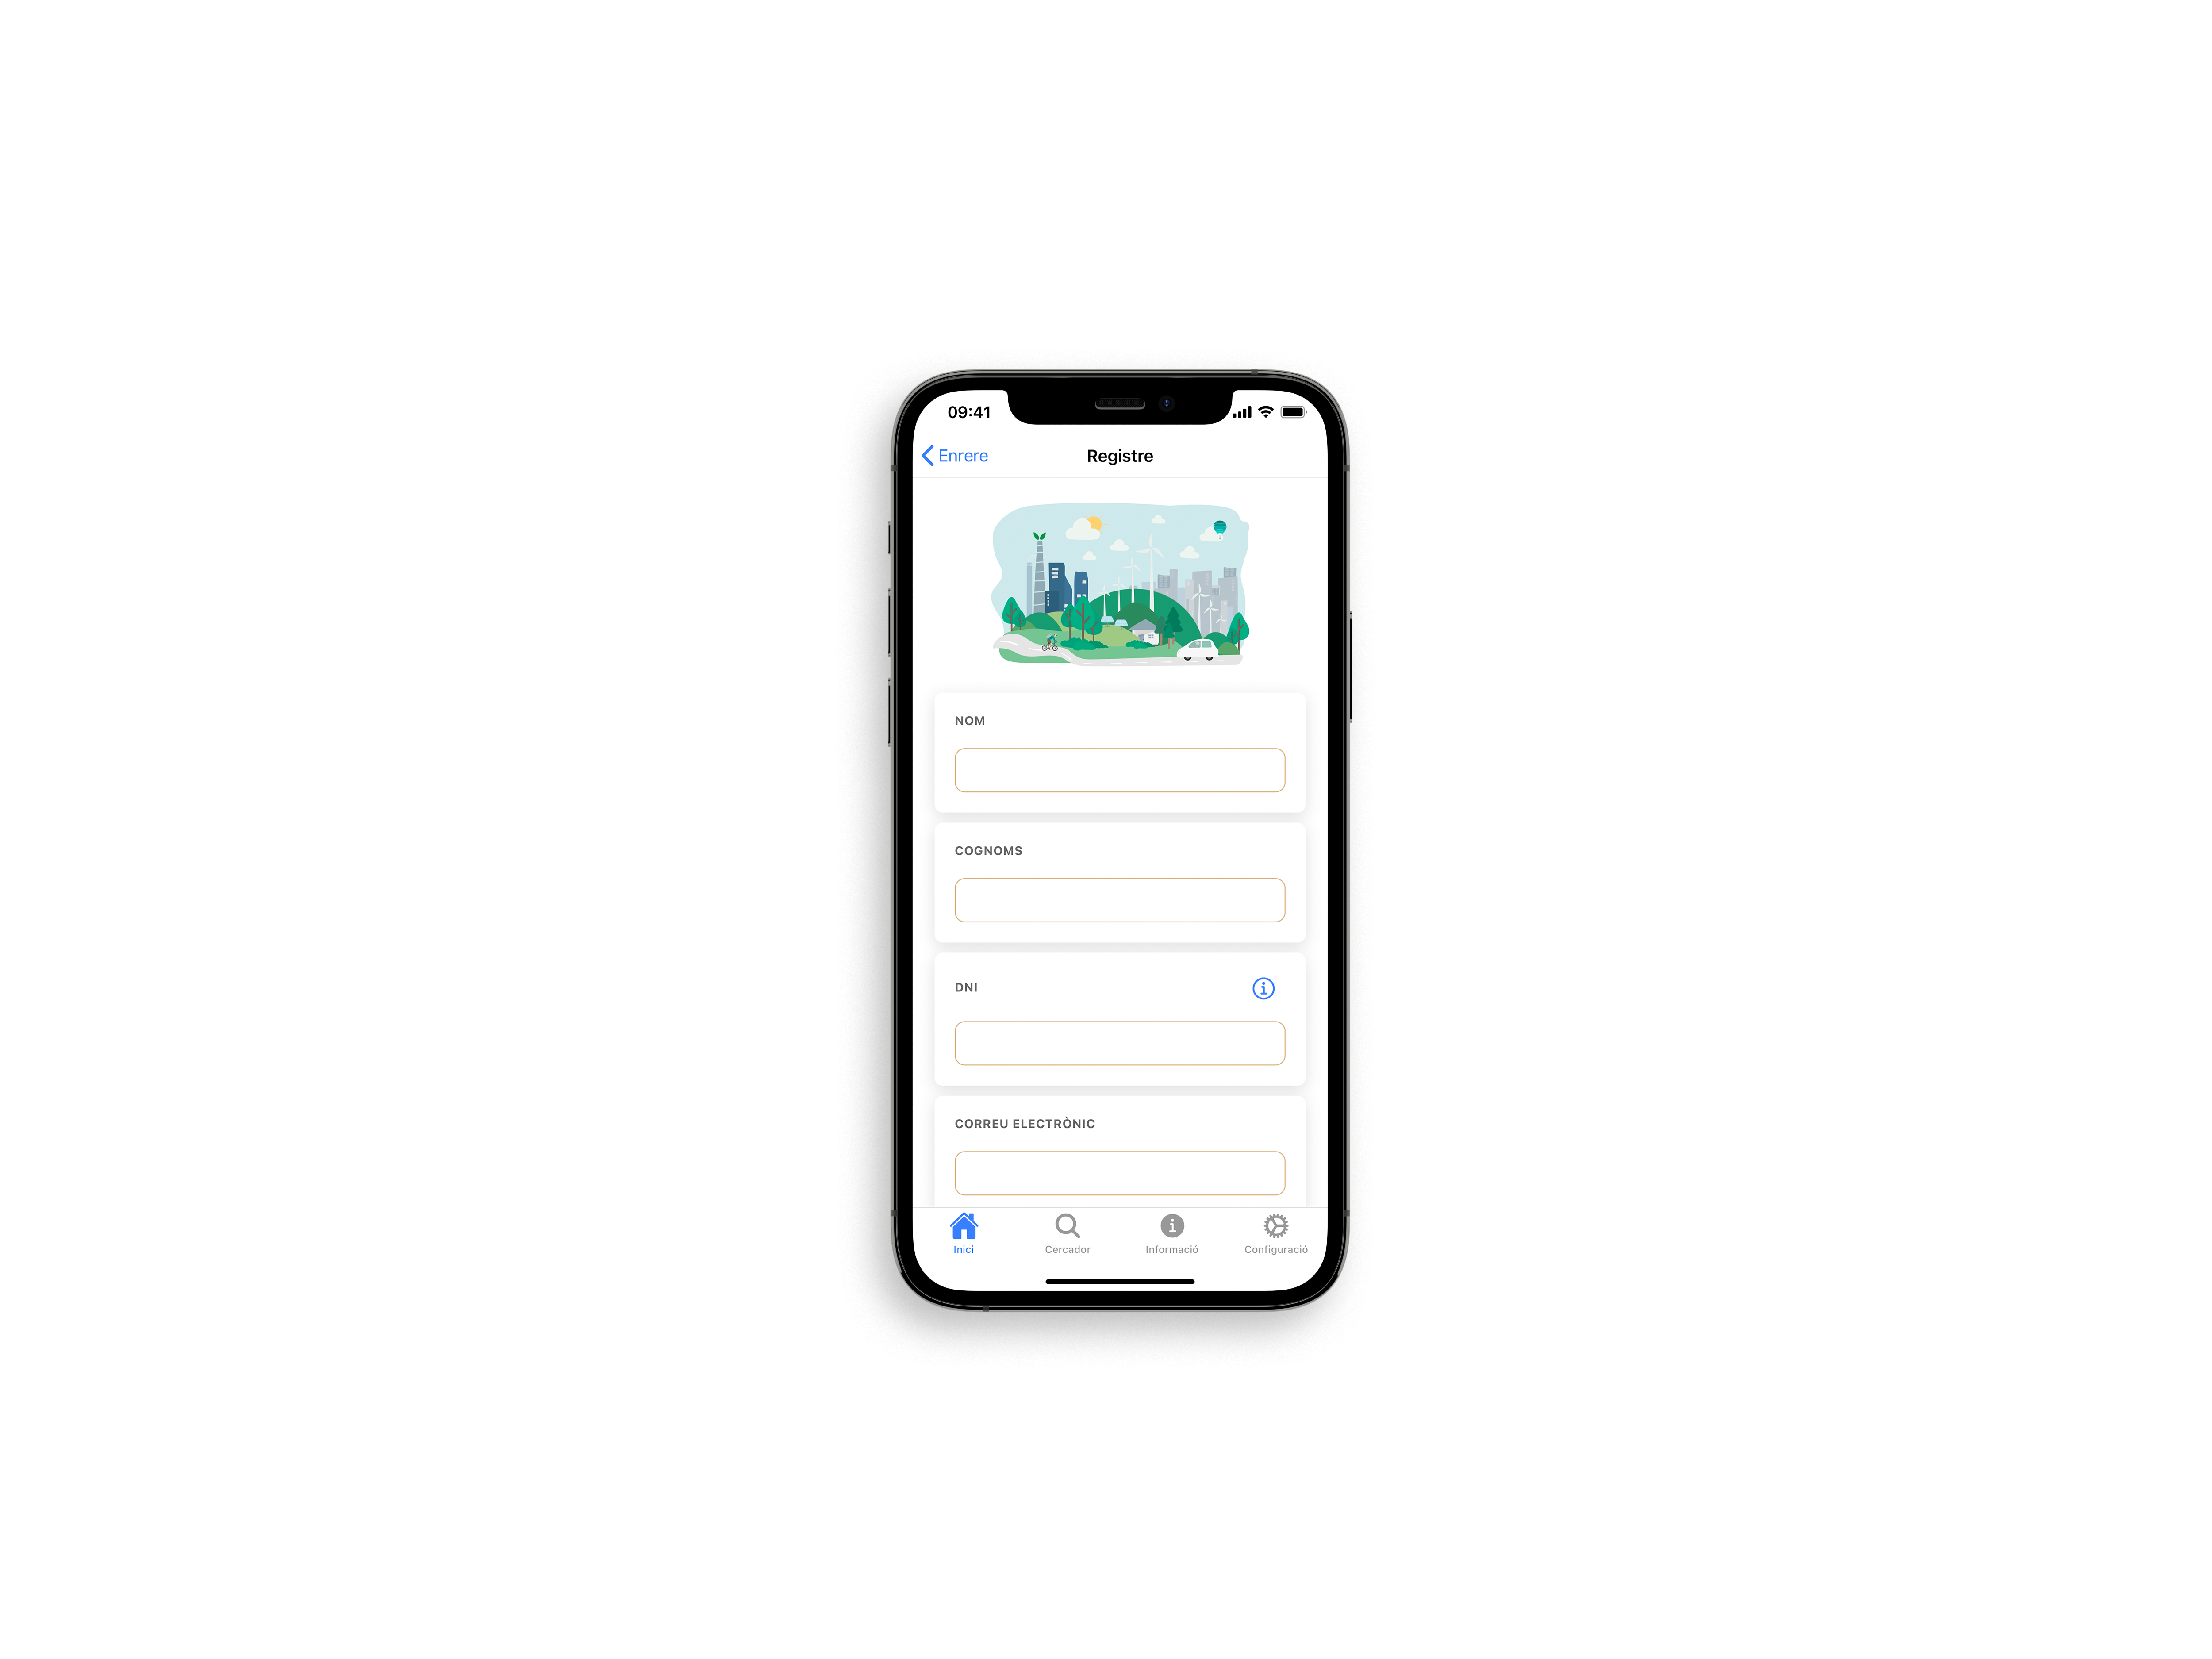 09:41
Enrere
Registre
NOM
COGNOMS
DNI
CORREU ELECTRÒNIC
Inici
Cercador
Informació
Configuració